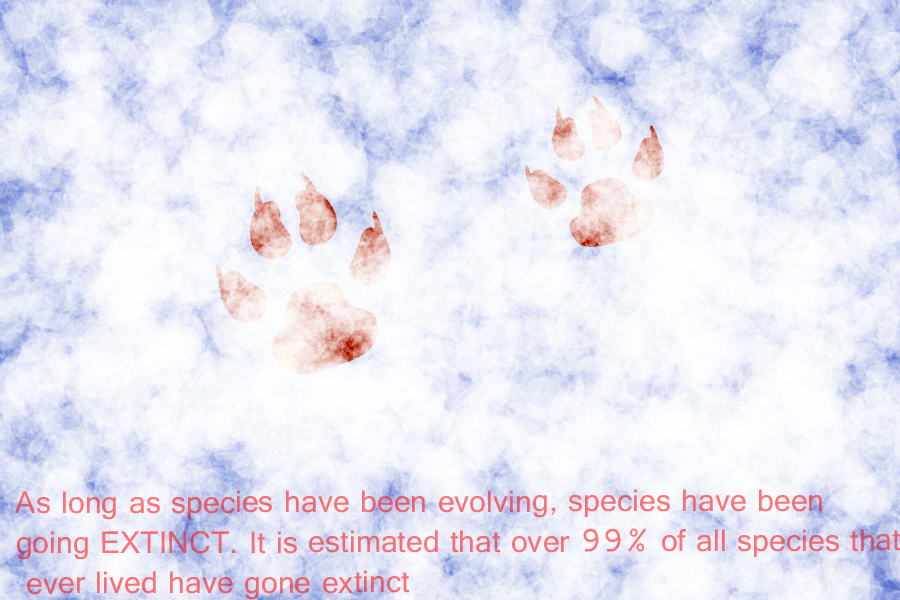 As long as species have been evolving, species have been
going EXTINCT. It is estimated that over 99% of all species that
ever lived have gone extinct